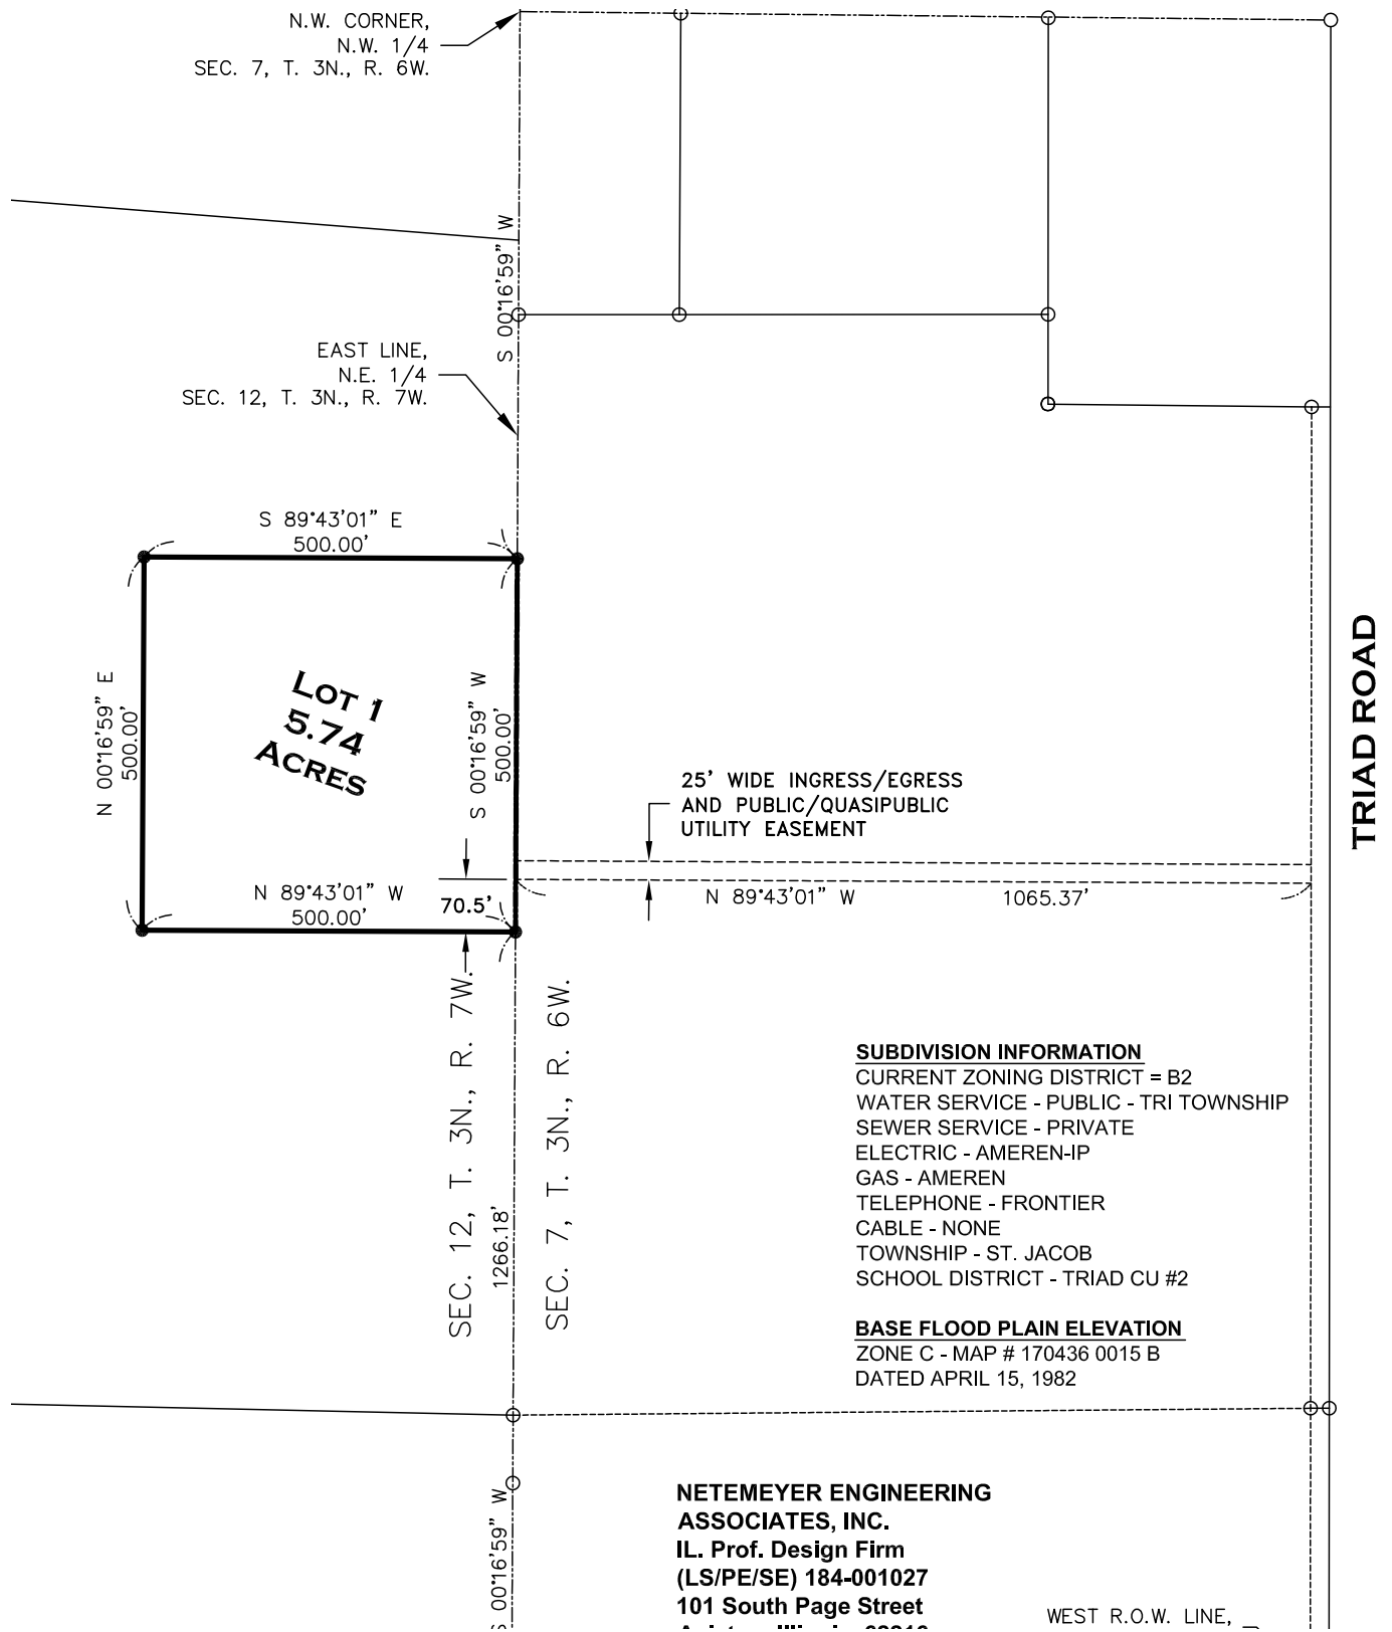 N.W. CORNER,
N.W. 1/4
SEC. 7, T. 3N., R. 6W.
S 00°16'59" W
EAST LINE,
N.E. 1/4
SEC. 12, T. 3N., R. 7W.
S 89°43'01" E
500.00'
N 00°16'59" E
500.00'
LOT 1
5.74
ACRES
S 00°16'59" W
500.00'
25' WIDE INGRESS/EGRESS
AND PUBLIC/QUASIPUBLIC
UTILITY EASEMENT
TRIAD ROAD
N 89°43'01" W
500.00'
70.5'
N 89°43'01" W
1065.37'
SEC. 12, T. 3N., R. 7W.
1266.18'
SEC. 7, T. 3N., R. 6W.
SUBDIVISION INFORMATION
CURRENT ZONING DISTRICT = B2
WATER SERVICE - PUBLIC - TRI TOWNSHIP
SEWER SERVICE - PRIVATE
ELECTRIC - AMEREN-IP
GAS - AMEREN
TELEPHONE - FRONTIER
CABLE - NONE
TOWNSHIP - ST. JACOB
SCHOOL DISTRICT - TRIAD CU #2
BASE FLOOD PLAIN ELEVATION
ZONE C - MAP # 170436 0015 B
DATED APRIL 15, 1982
S 00°16'59" W
NETEMEYER ENGINEERING
ASSOCIATES, INC.
IL. Prof. Design Firm
(LS/PE/SE) 184-001027
101 South Page Street
WEST R.O.W. LINE,